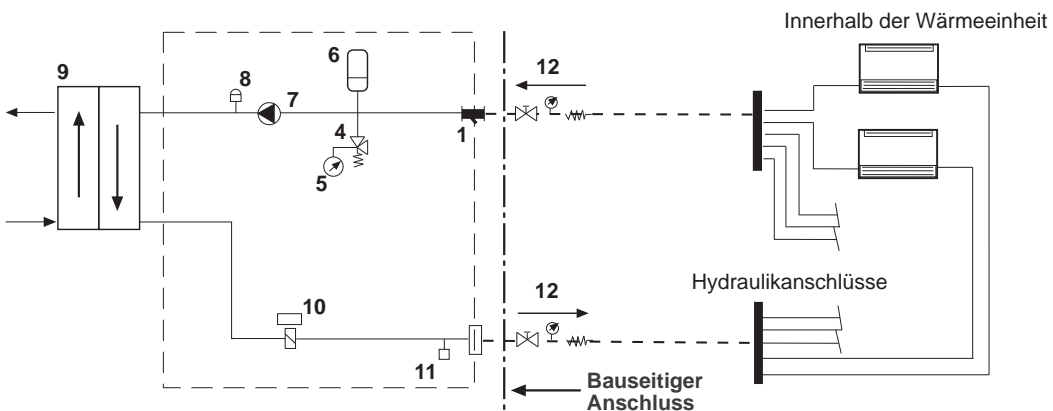 Innerhalb der Wärmeeinheit
6
12
9
8
7
4
1
5
Hydraulikanschlüsse
12
10
11
Bauseitiger
Anschluss